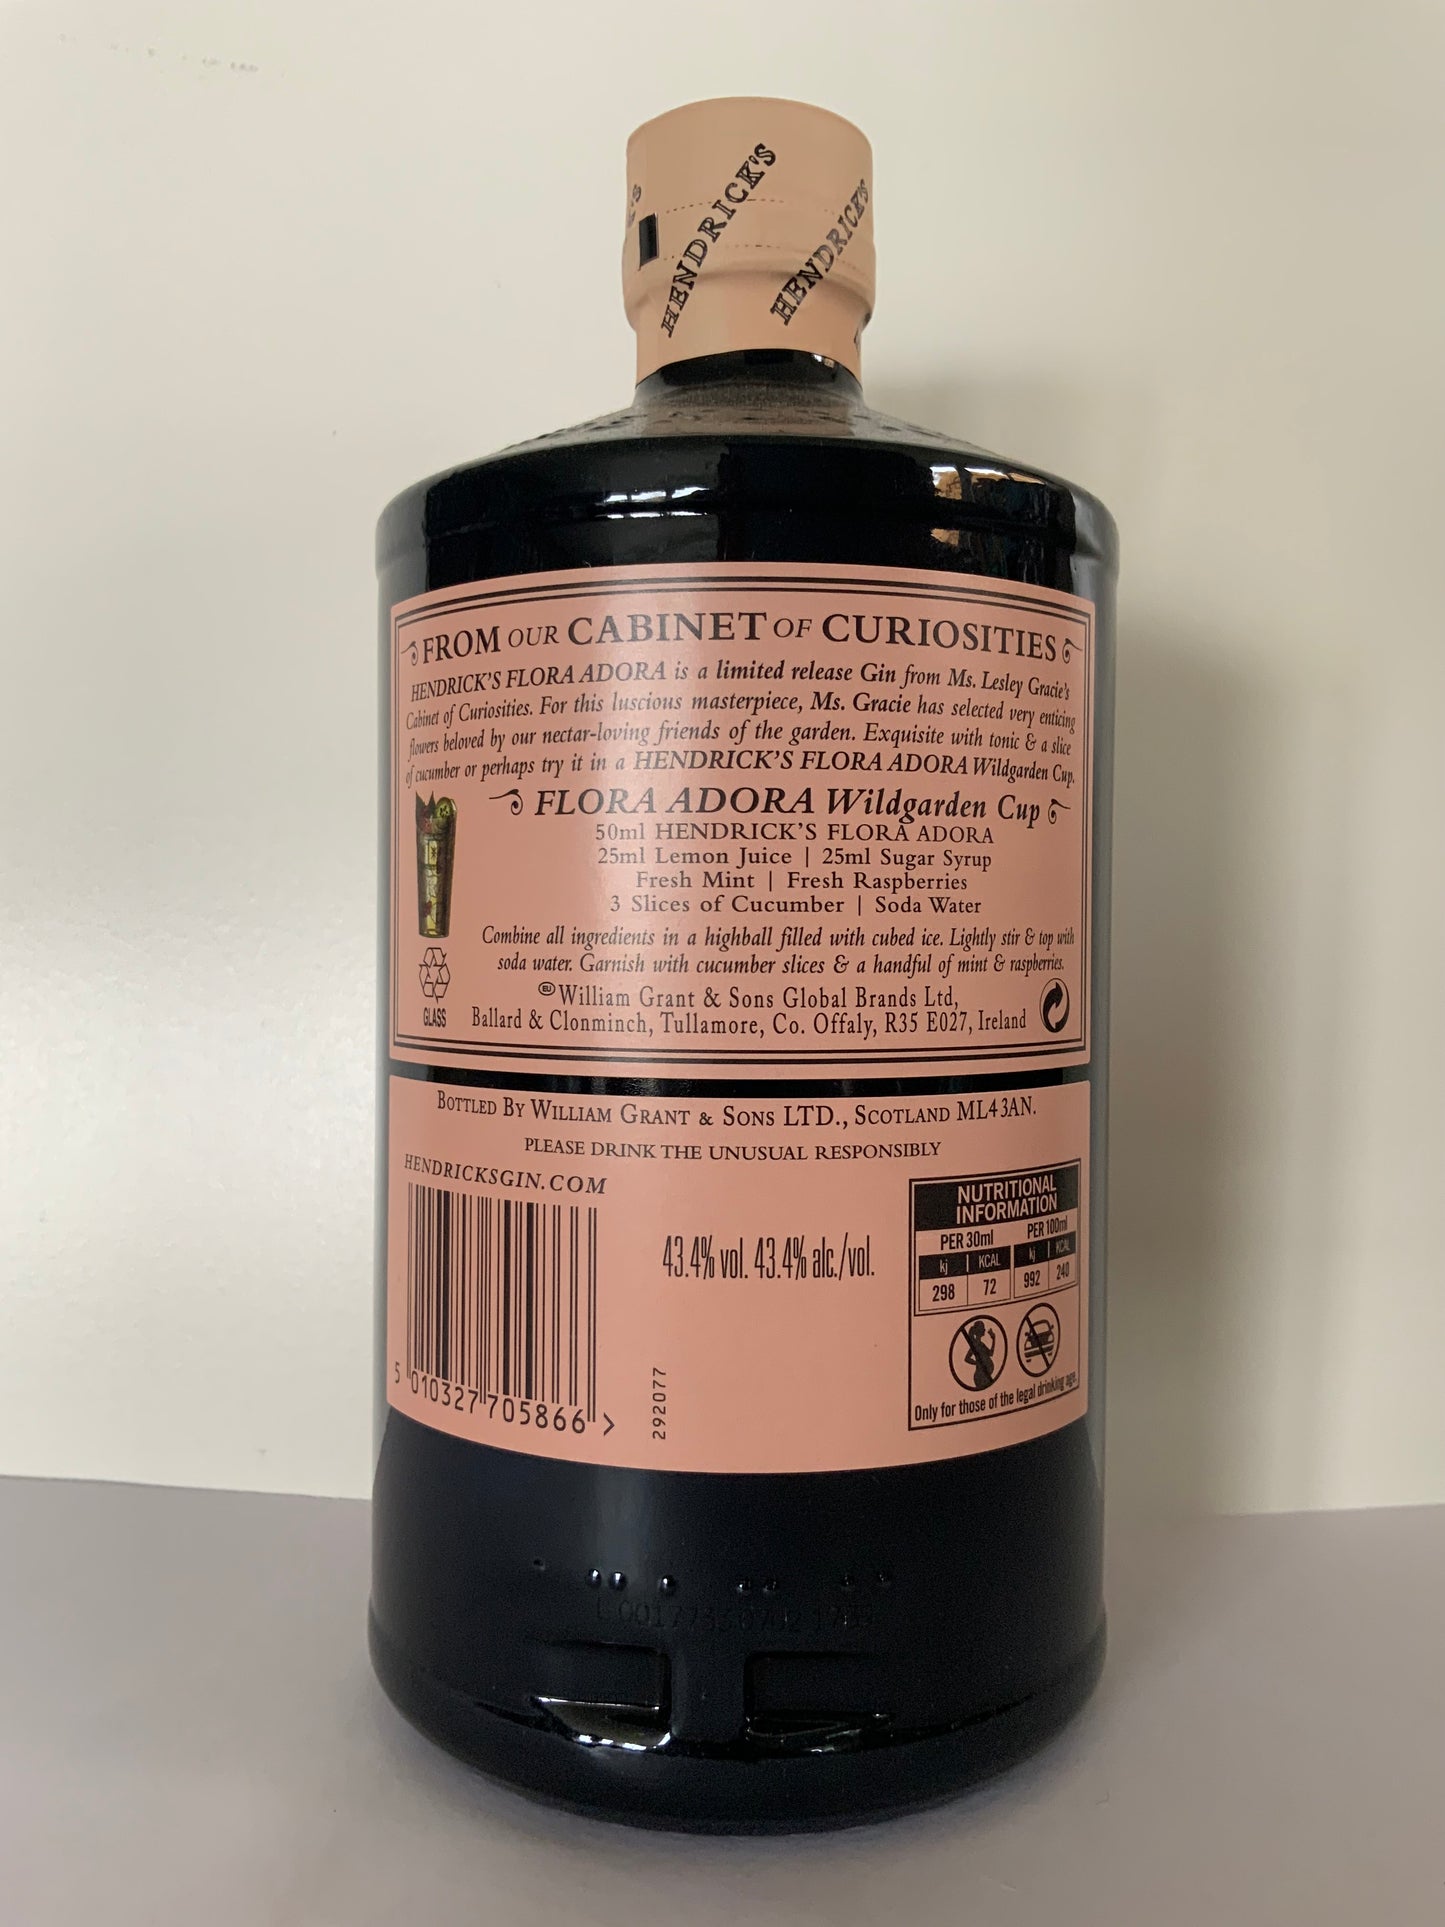 HENDRICK'S
HENDRICK'S
FROM OUR CABINET OF CURIOSITIES
HENDRICK'S FLORA ADORA is a limited release Gin from Ms. Lesley Gracie's
Cabinet of Curiosities. For this luscious masterpiece, Ms. Gracie has selected very enticing
flowers beloved by our nectar-loving friends of the garden. Exquisite with tonic & a slice
of cucumber or perhaps try it in a HENDRICK'S FLORA ADORA Wildgarden Cup.
FLORA ADORA Wildgarden Cup
50ml HENDRICK'S FLORA ADORA
25ml Lemon Juice | 25ml Sugar Syrup
Fresh Mint | Fresh Raspberries
3 Slices of Cucumber | Soda Water
Combine all ingredients in a highball filled with cubed ice. Lightly stir & top with
soda water. Garnish with cucumber slices & a handful of mint & raspberries.
GLASS
EU William Grant & Sons Global Brands Ltd,
Ballard & Clonminch, Tullamore, Co. Offaly, R35 E027, Ireland
BOTTLED BY WILLIAM GRANT & SONS LTD., SCOTLAND ML43AN.
PLEASE DRINK THE UNUSUAL RESPONSIBLY
HENDRICKSGIN.COM
5 010327 705866 >
43.4% vol. 43.4% alc./vol.
292077
NUTRITIONAL
INFORMATION
PER 30ml PER 100ml
kj | KCAL kj | KCAL
298 72 992 240
Only for those of the legal drinking age.